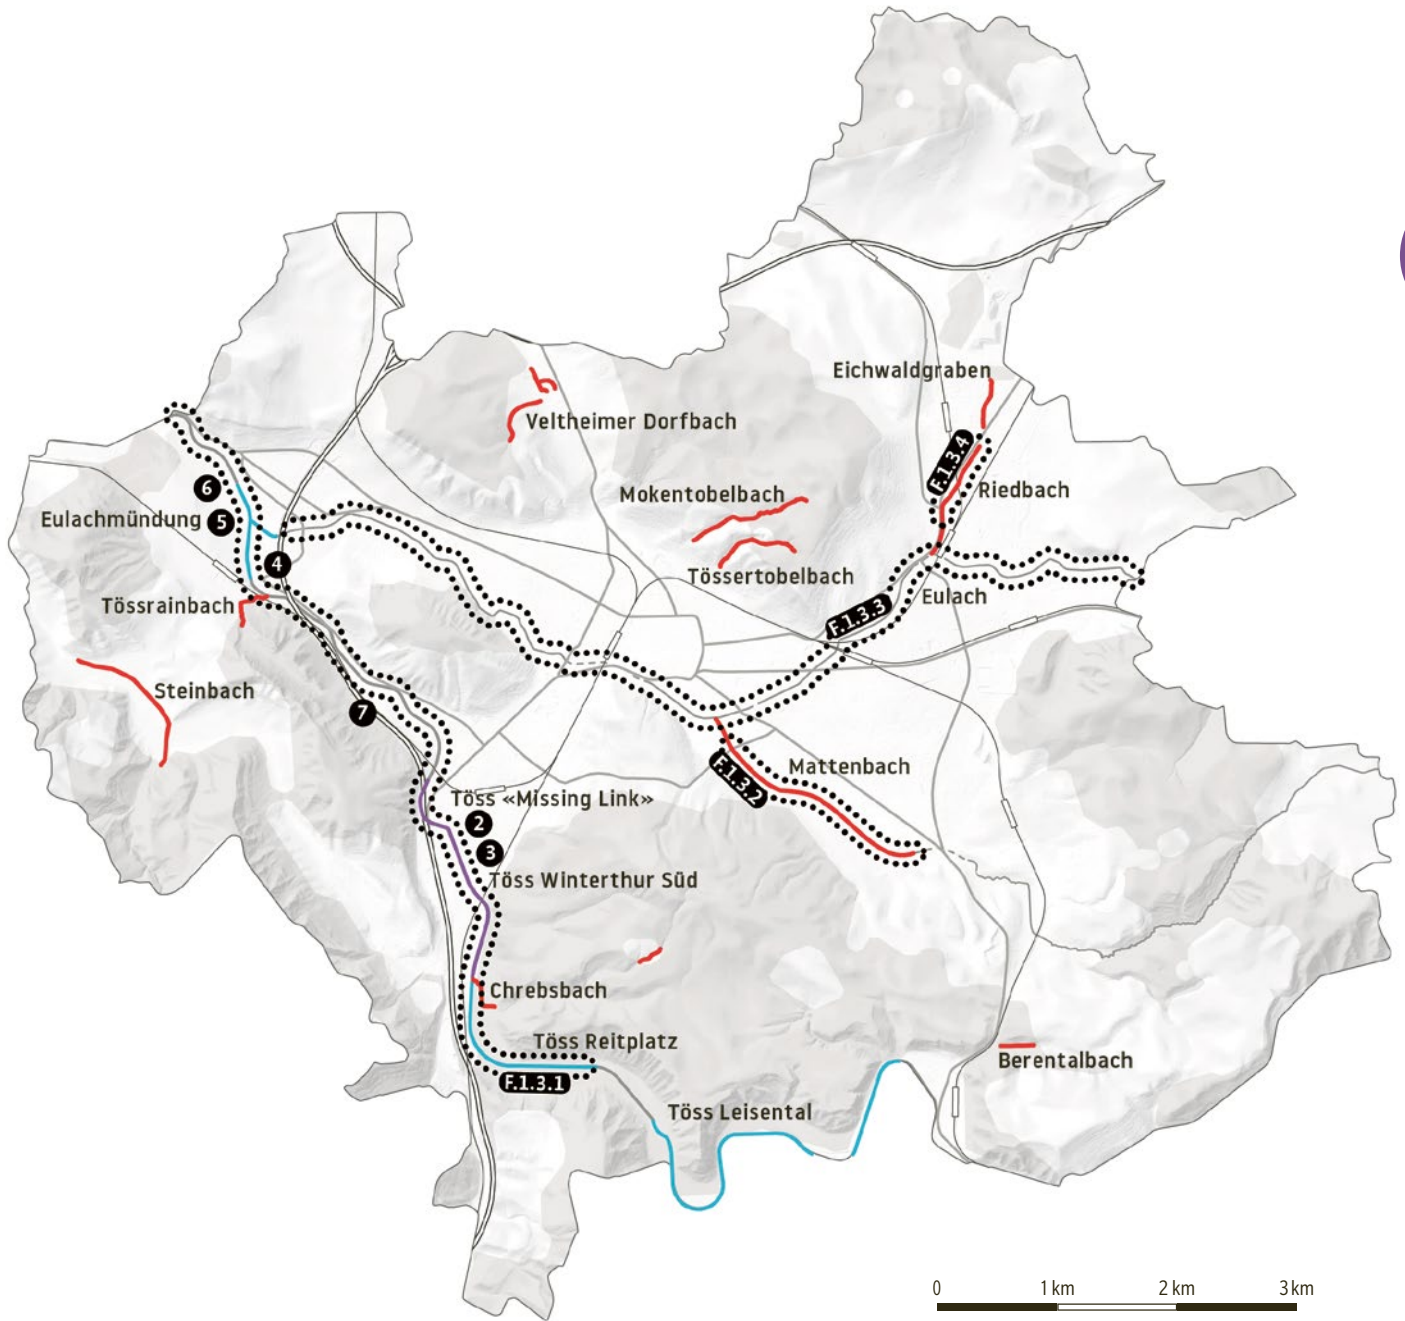 Eichwaldgraben
Veltheimer Dorfbach
F.1.3.4
6
Mokentobelbach
Riedbach
Eulachmündung 5
4
Tössertobelbach
Tössrainbach
Eulach
F.1.3.3
Steinbach
7
Mattenbach
F.1.3.2
Töss «Missing Link»
2
3
Töss Winterthur Süd
Chrebsbach
Töss Reitplatz
Berentalbach
F.1.3.1
Töss Leisental
0 1 km 2 km 3 km